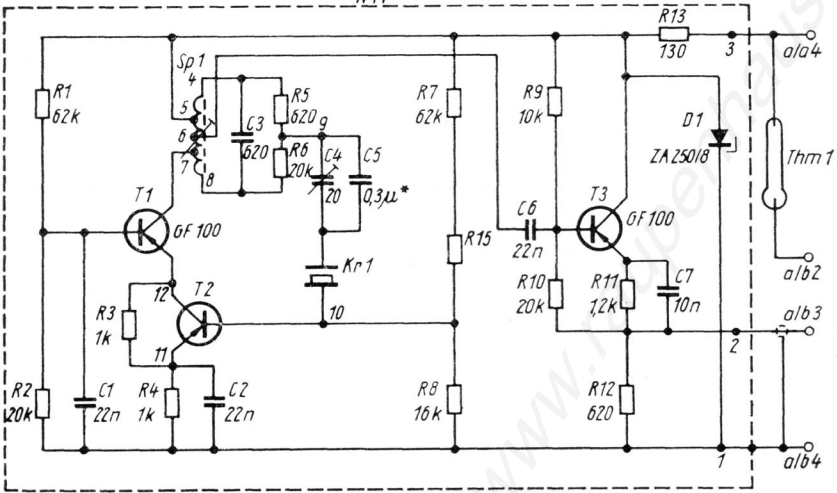 R13
130
3
a/a4
Sp1
4
R1
62k
5
6
7
8
C3
620
R5
620
9
R6
20k
C4
20
C5
0,3µ*
R7
62k
R9
10k
D1
ZA250/8
Thm1
T1
GF100
T3
GF100
C6
22n
R15
Kr1
a/b2
12
T2
R3
1k
10
R10
20k
R11
1,2k
C7
10n
a/b3
2
11
R2
20k
C1
22n
R4
1k
C2
22n
R8
16k
R12
620
1
a/b4